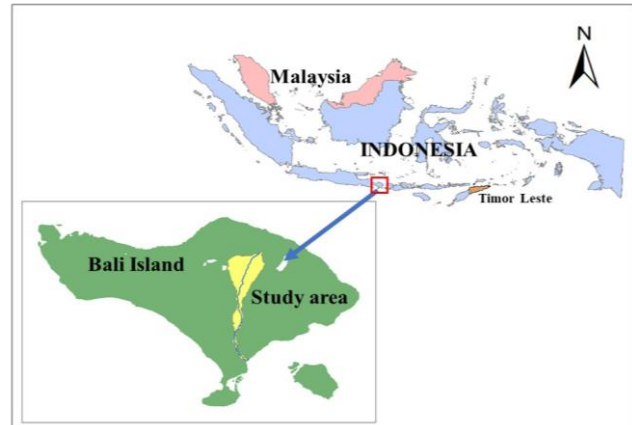 N
Malaysia
INDONESIA
Timor Leste
Bali Island
Study area